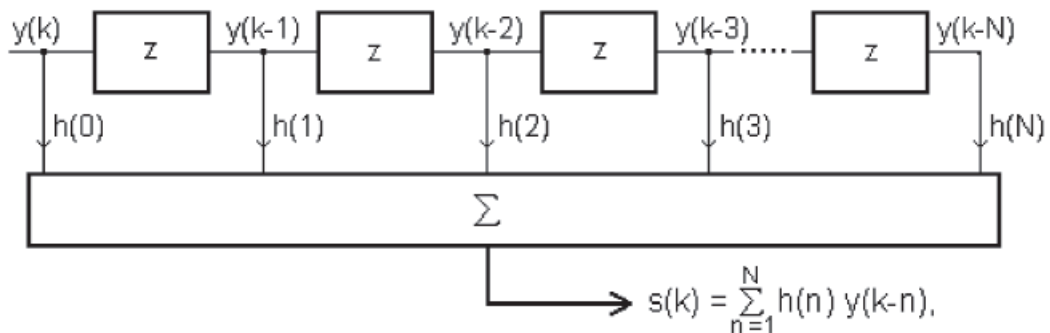 y(k) y(k-1) y(k-2) y(k-3) y(k-N)
z z z z
h(0) h(1) h(2) h(3) h(N)
∑
s(k) = ∑_{n=1}^{N} h(n) y(k-n),